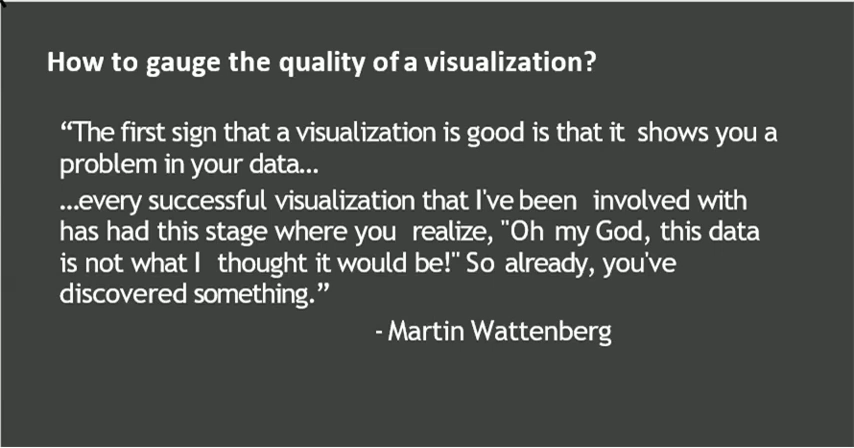 How to gauge the quality of a visualization?
“The first sign that a visualization is good is that it shows you a
problem in your data...
...every successful visualization that I've been involved with
has had this stage where you realize, "Oh my God, this data
is not what I thought it would be!" So already, you've
discovered something.”
- Martin Wattenberg